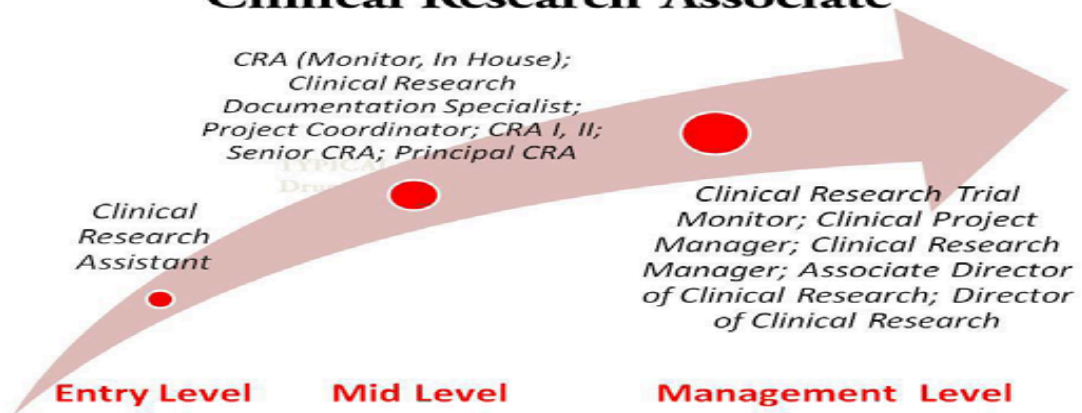 Clinical Research Associate
CRA (Monitor, In House);
Clinical Research
Documentation Specialist;
Project Coordinator; CRA I, II;
Senior CRA; Principal CRA
TYPICAL
Clinical
Research
Assistant
Clinical Research Trial
Monitor; Clinical Project
Manager; Clinical Research
Manager; Associate Director
of Clinical Research; Director
of Clinical Research
Entry Level
Mid Level
Management Level